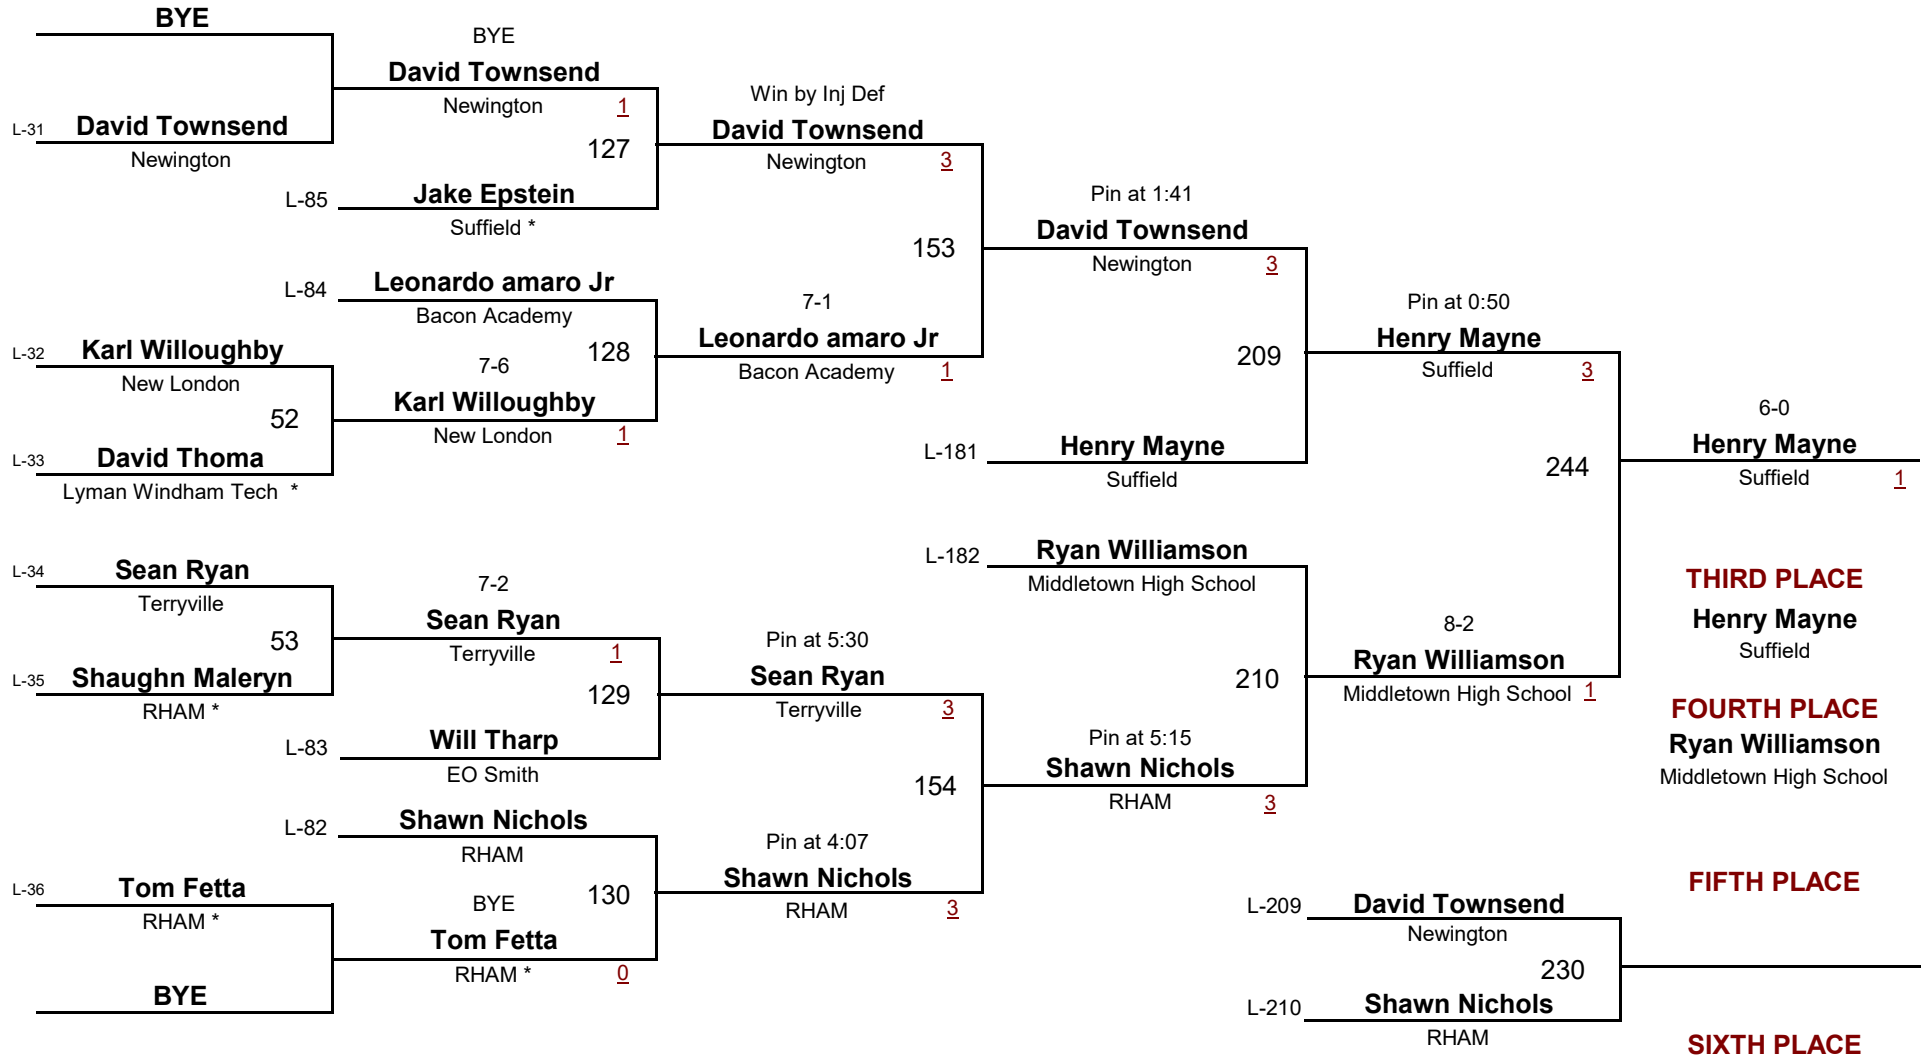 BYE
L-31 David Townsend
Newington
BYE
David Townsend
Newington 1
127
L-85 Jake Epstein
Suffield *
Win by Inj Def
David Townsend
Newington 3
L-84 Leonardo amaro Jr
Bacon Academy
128
L-32 Karl Willoughby
New London
52
L-33 David Thoma
Lyman Windham Tech *
7-6
Karl Willoughby
New London 1
7-1
Leonardo amaro Jr
Bacon Academy 1
153
Pin at 1:41
David Townsend
Newington 3
209
L-181 Henry Mayne
Suffield
Pin at 0:50
Henry Mayne
Suffield 3
244
6-0
Henry Mayne
Suffield 1
L-34 Sean Ryan
Terryville
53
L-35 Shaughn Maleryn
RHAM *
7-2
Sean Ryan
Terryville 1
129
L-83 Will Tharp
EO Smith
Pin at 5:30
Sean Ryan
Terryville 3
154
L-82 Shawn Nichols
RHAM
130
L-36 Tom Fetta
RHAM *
BYE
BYE
Tom Fetta
RHAM * 0
Pin at 4:07
Shawn Nichols
RHAM 3
L-182 Ryan Williamson
Middletown High School
210
Pin at 5:15
Shawn Nichols
RHAM 3
8-2
Ryan Williamson
Middletown High School 1
THIRD PLACE
Henry Mayne
Suffield
FOURTH PLACE
Ryan Williamson
Middletown High School
FIFTH PLACE
L-209 David Townsend
Newington
230
L-210 Shawn Nichols
RHAM
SIXTH PLACE